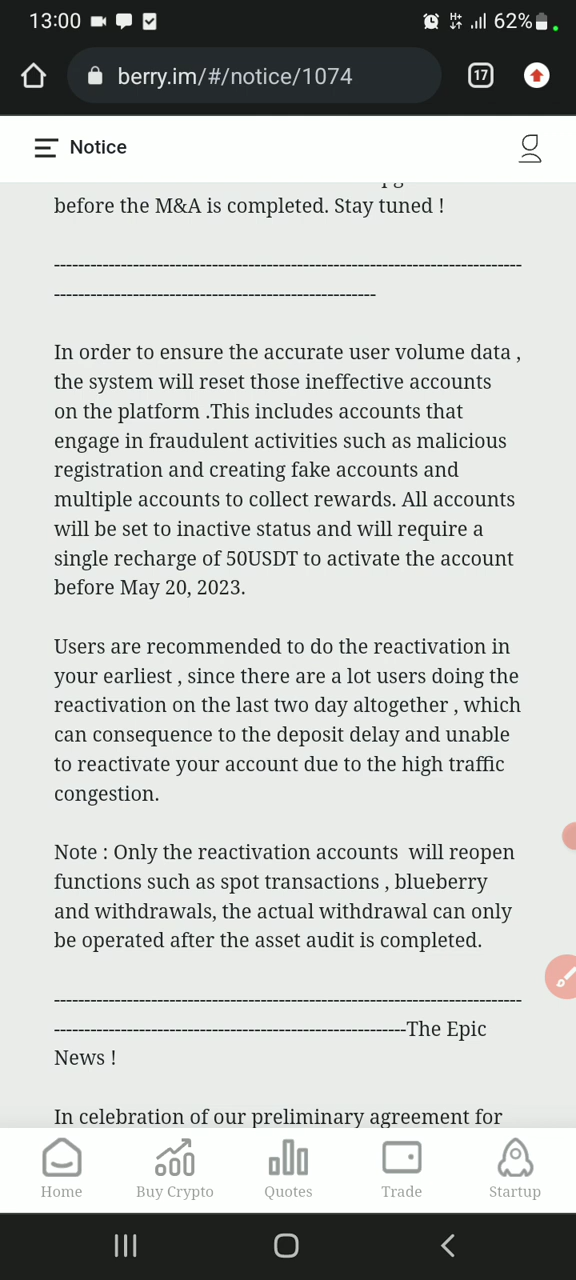 13:00
62%
berry.im/#/notice/1074
17
Notice
before the M&A is completed. Stay tuned !
------------------------------------------------------------------------------
------------------------------------------------------
In order to ensure the accurate user volume data ,
the system will reset those ineffective accounts
on the platform .This includes accounts that
engage in fraudulent activities such as malicious
registration and creating fake accounts and
multiple accounts to collect rewards. All accounts
will be set to inactive status and will require a
single recharge of 50USDT to activate the account
before May 20, 2023.
Users are recommended to do the reactivation in
your earliest , since there are a lot users doing the
reactivation on the last two day altogether , which
can consequence to the deposit delay and unable
to reactivate your account due to the high traffic
congestion.
Note : Only the reactivation accounts  will reopen
functions such as spot transactions , blueberry
and withdrawals, the actual withdrawal can only
be operated after the asset audit is completed.
------------------------------------------------------------------------------
-----------------------------------------------------------The Epic
News !
In celebration of our preliminary agreement for
Home
Buy Crypto
Quotes
Trade
Startup